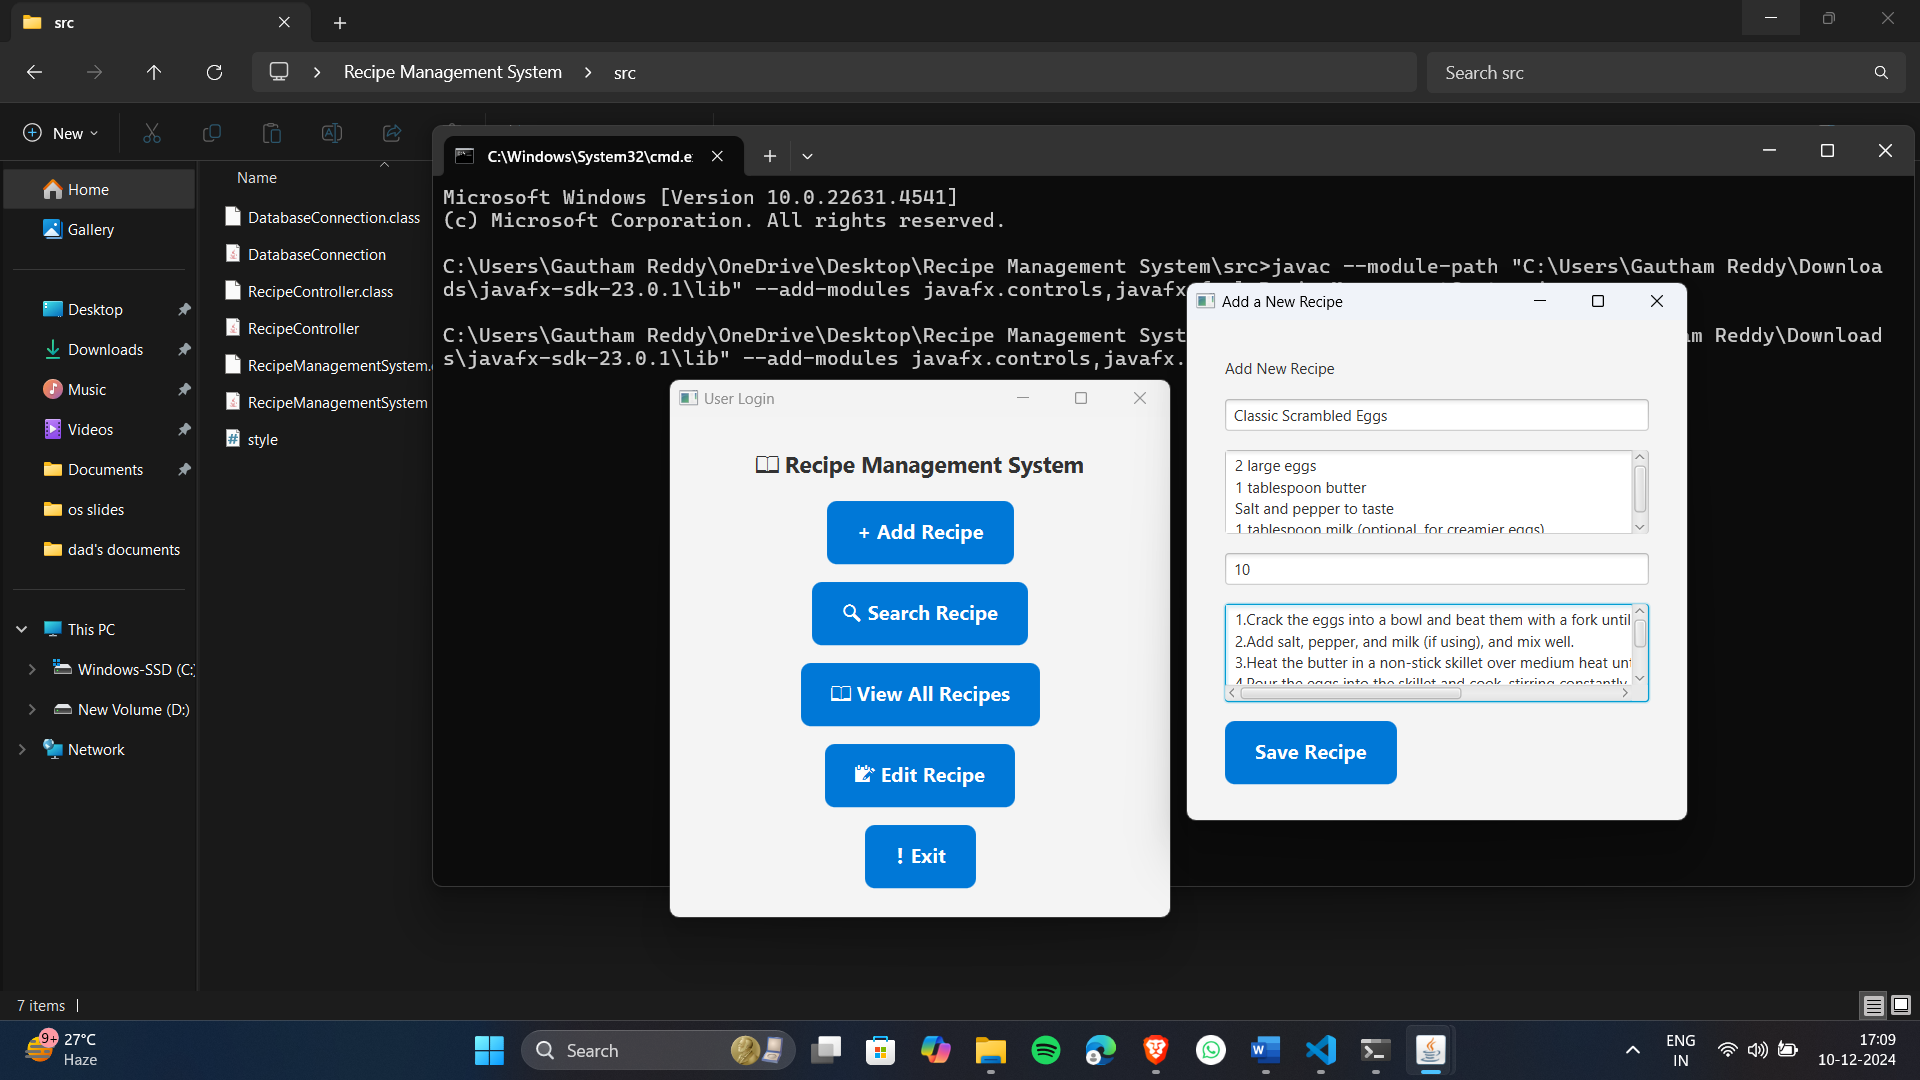 src
Recipe Management System
src
Search src
New
C:\Windows\System32\cmd.e
Home
Gallery
Desktop
Downloads
Music
Videos
Documents
os slides
dad's documents
This PC
Windows-SSD (C:)
New Volume (D:)
Network
Name
DatabaseConnection.class
DatabaseConnection
RecipeController.class
RecipeController
RecipeManagementSystem.
RecipeManagementSystem
style
Microsoft Windows [Version 10.0.22631.4541]
(c) Microsoft Corporation. All rights reserved.
C:\Users\Gautham Reddy\OneDrive\Desktop\Recipe Management System\src>javac --module-path "C:\Users\Gautham Reddy\Downloa
ds\javafx-sdk-23.0.1\lib" --add-modules javafx.controls,javafx
C:\Users\Gautham Reddy\OneDrive\Desktop\Recipe Management Syst
m Reddy\Download
s\javafx-sdk-23.0.1\lib" --add-modules javafx.controls,javafx.
User Login
Recipe Management System
+ Add Recipe
Search Recipe
View All Recipes
Edit Recipe
! Exit
Add a New Recipe
Add New Recipe
Classic Scrambled Eggs
2 large eggs
1 tablespoon butter
Salt and pepper to taste
1 tablespoon milk (optional, for creamier eggs)
10
1.Crack the eggs into a bowl and beat them with a fork until
2.Add salt, pepper, and milk (if using), and mix well.
3.Heat the butter in a non-stick skillet over medium heat unt
4.Pour the eggs into the skillet and cook, stirring constantly
Save Recipe
7 items
9+
27°C
Haze
Search
ENG
IN
17:09
10-12-2024